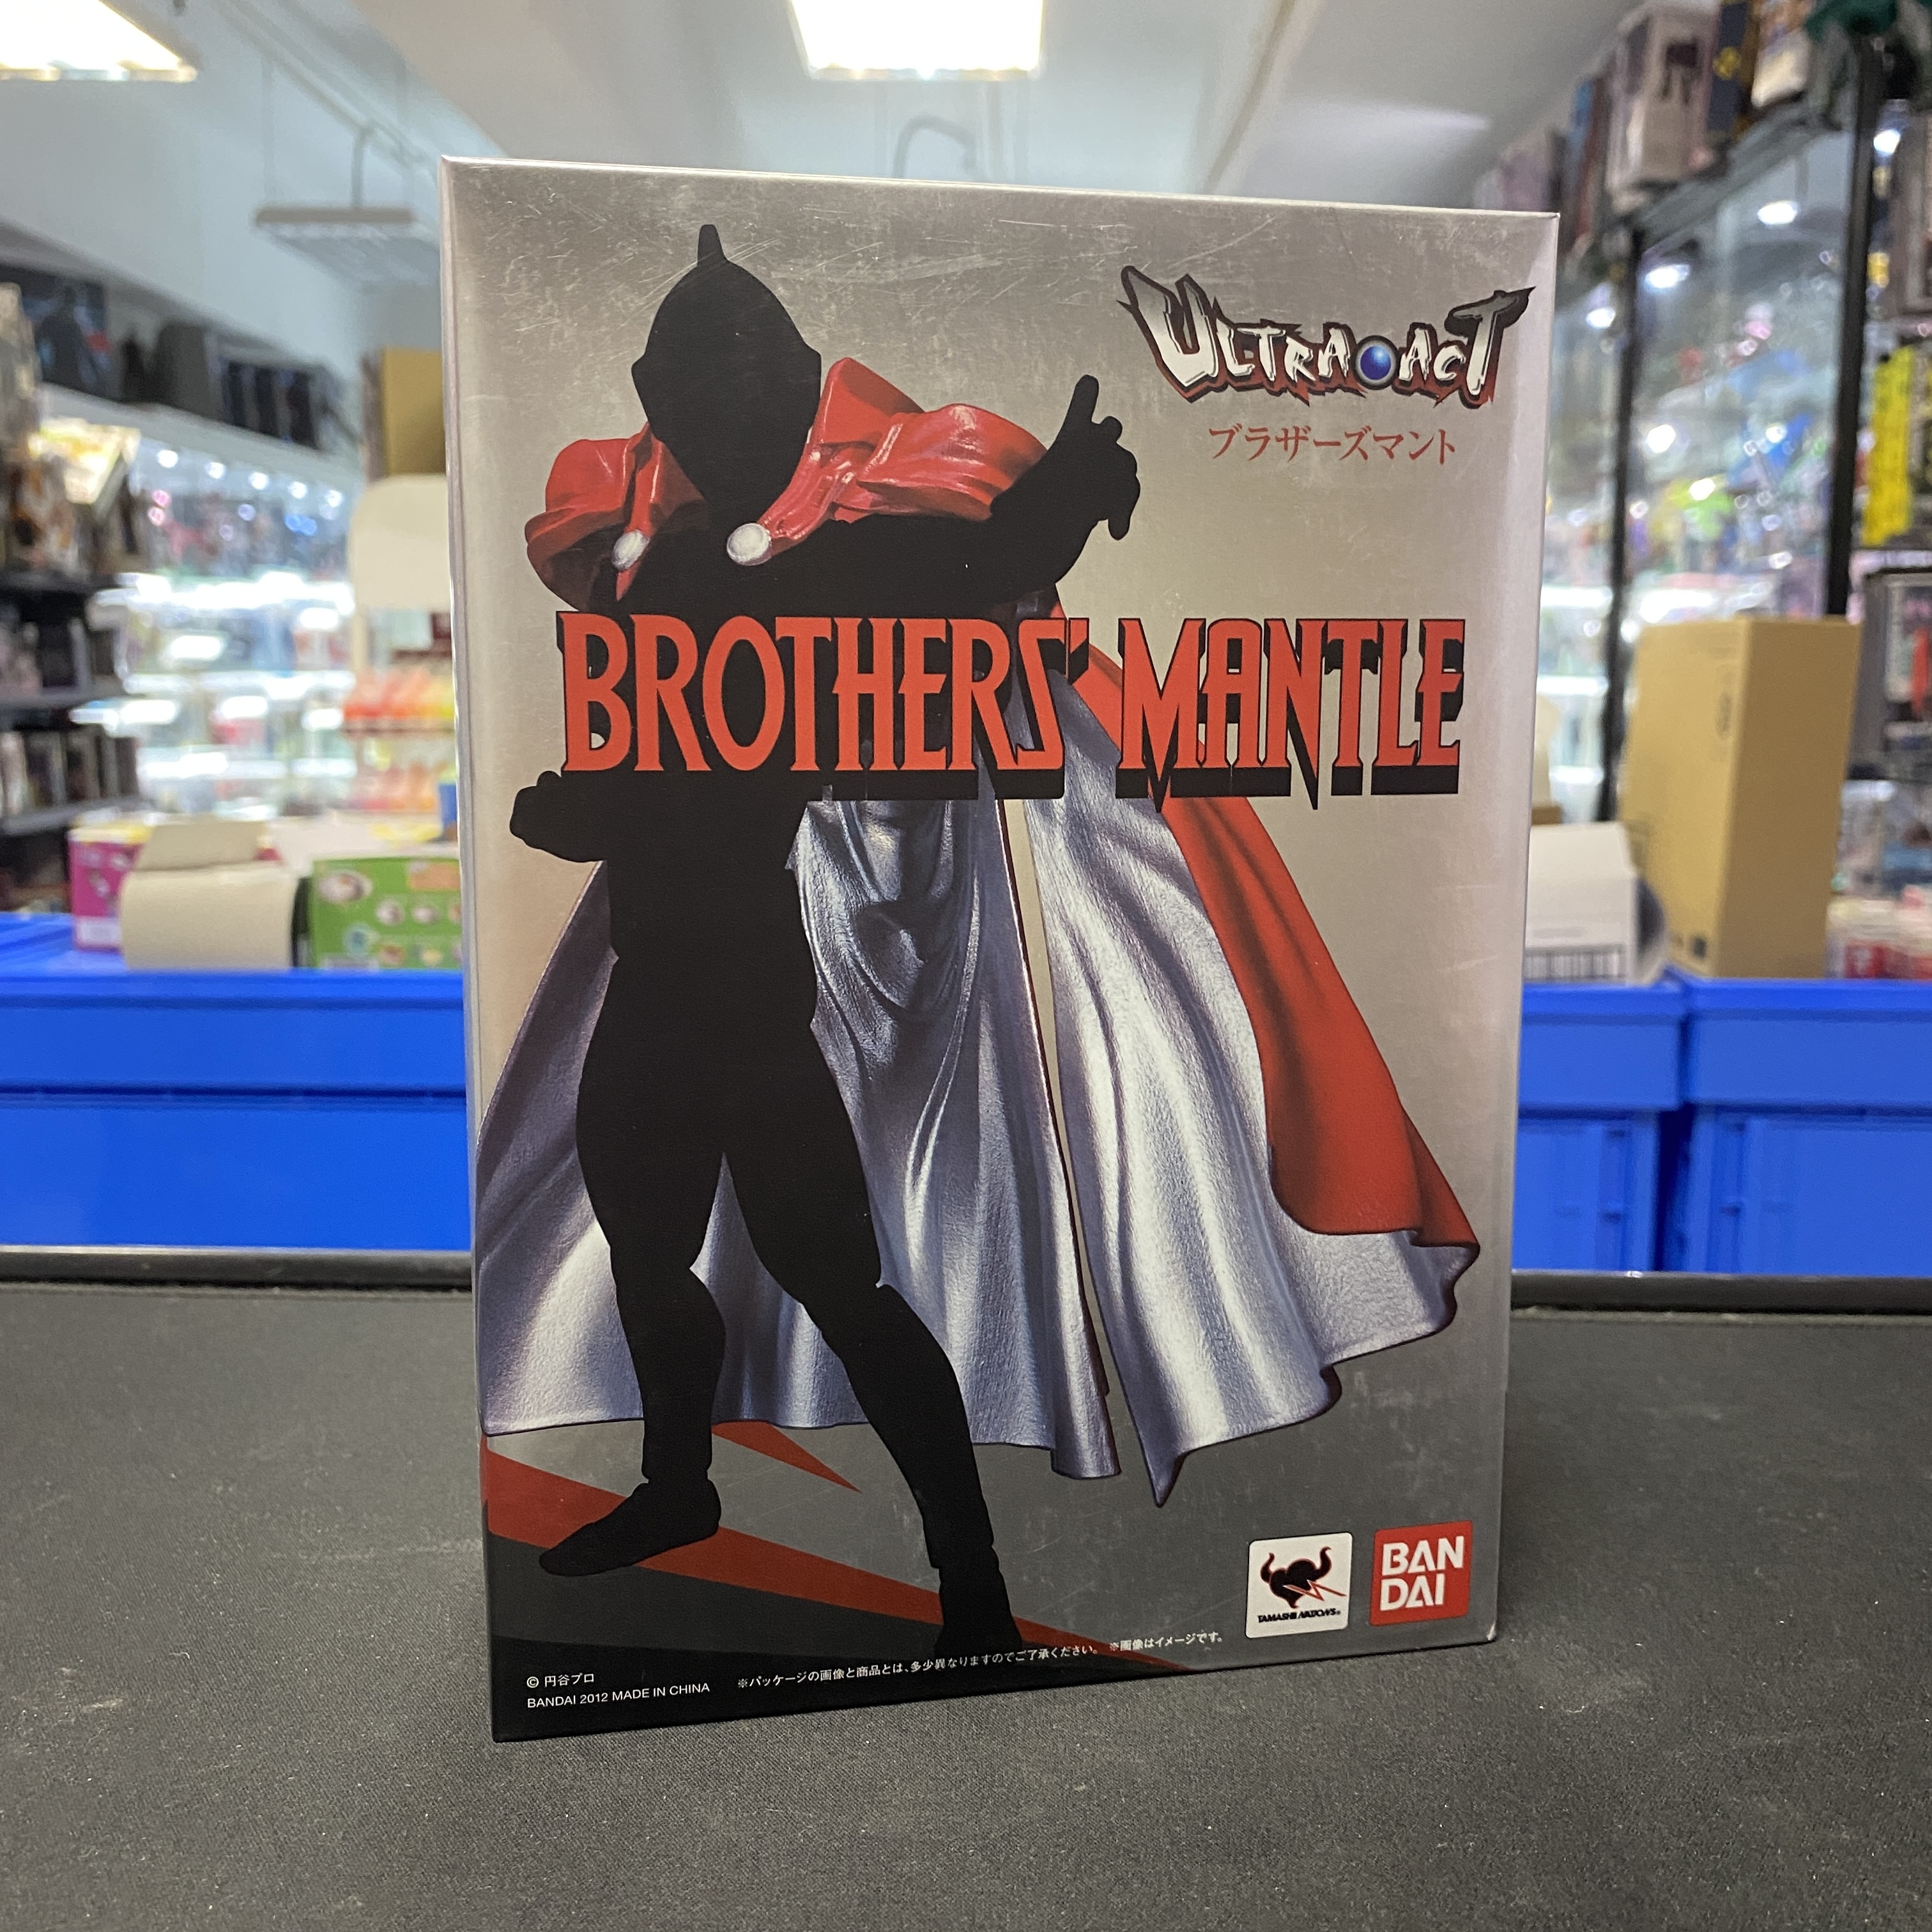 ULTRA ACT
ブラザーズマント
BROTHERS' MANTLE
TAMASHII NATIONS
BAN
DAI
© 円谷プロ
BANDAI 2012 MADE IN CHINA
※パッケージの画像と商品とは、多少異なりますのでご了承ください。 ※画像はイメージです。